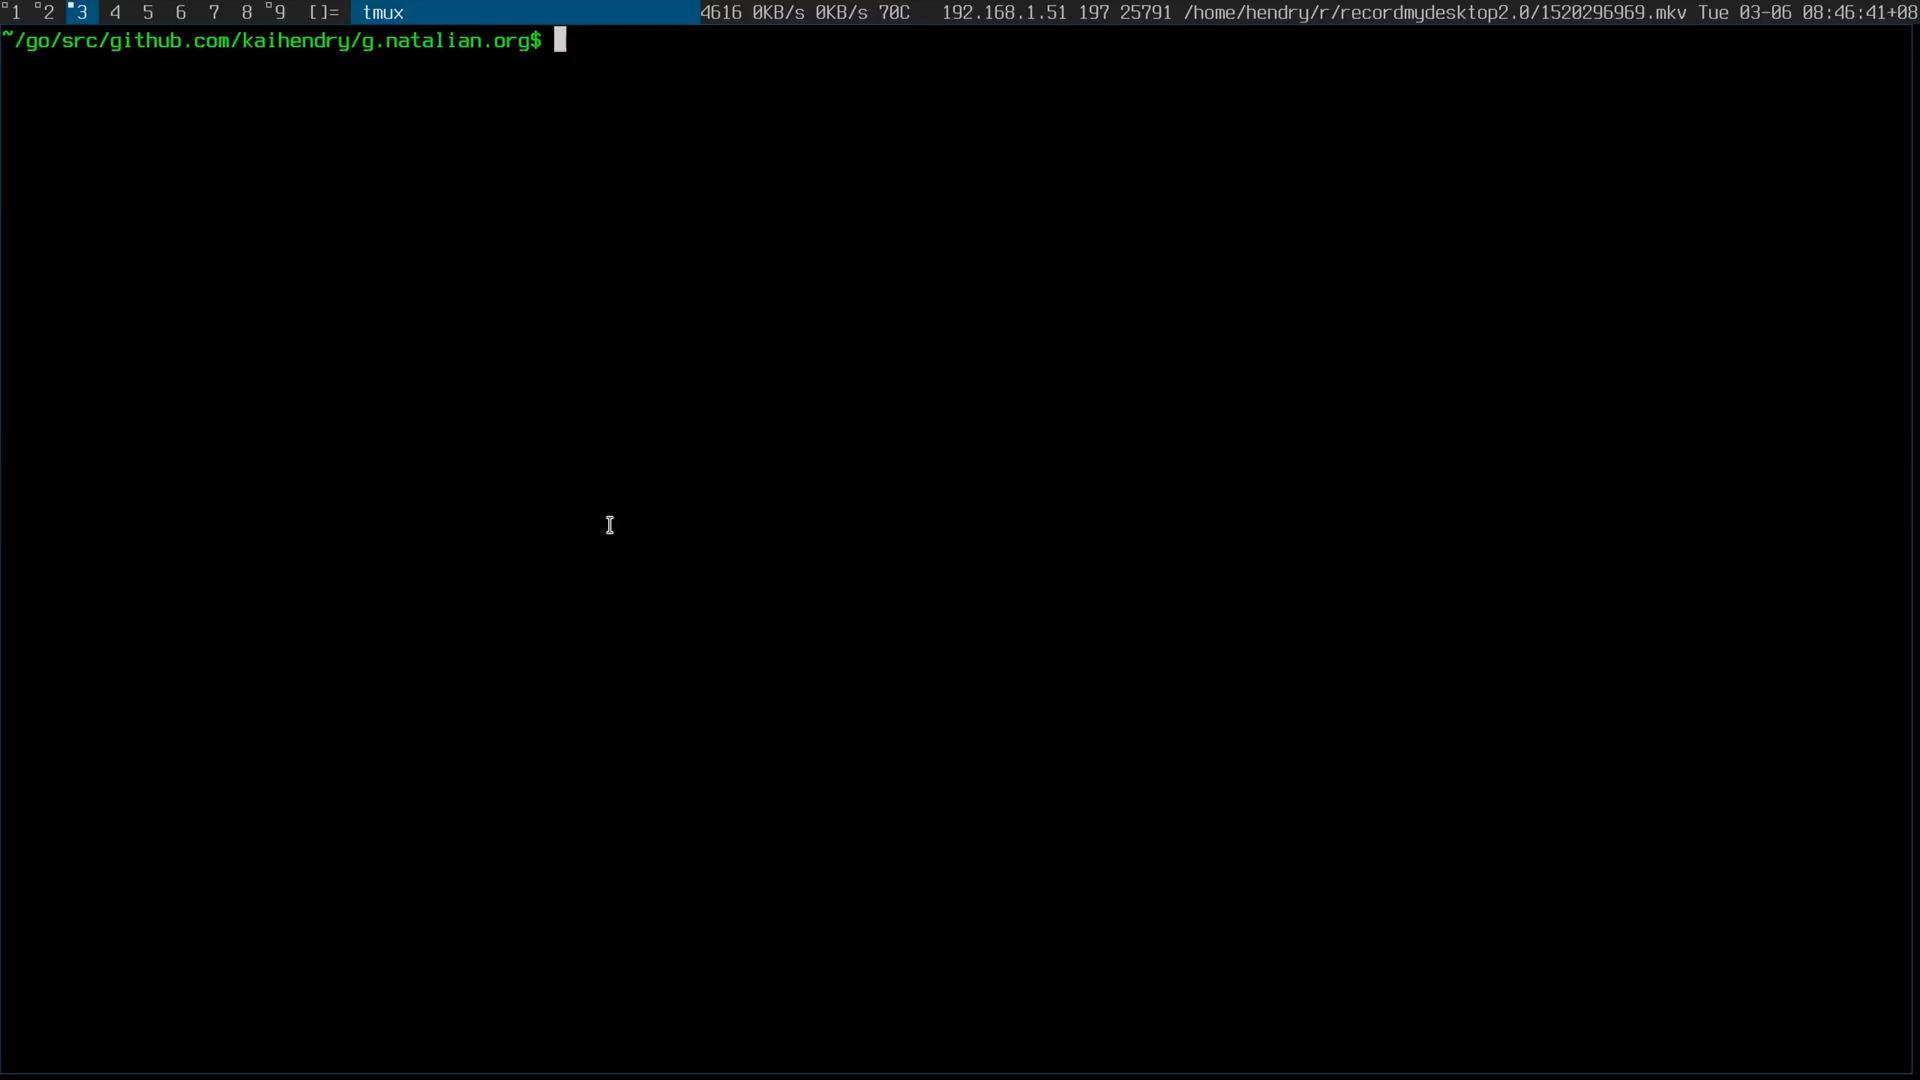 1 2 3 4 5 6 7 8 9 []= tmux 4616 0KB/s 0KB/s 70C 192.168.1.51 197 25791 /home/hendry/r/recordmydesktop2.0/1520296969.mkv Tue 03-06 08:46:41+08
~/go/src/github.com/kaihendry/g.natalian.org$